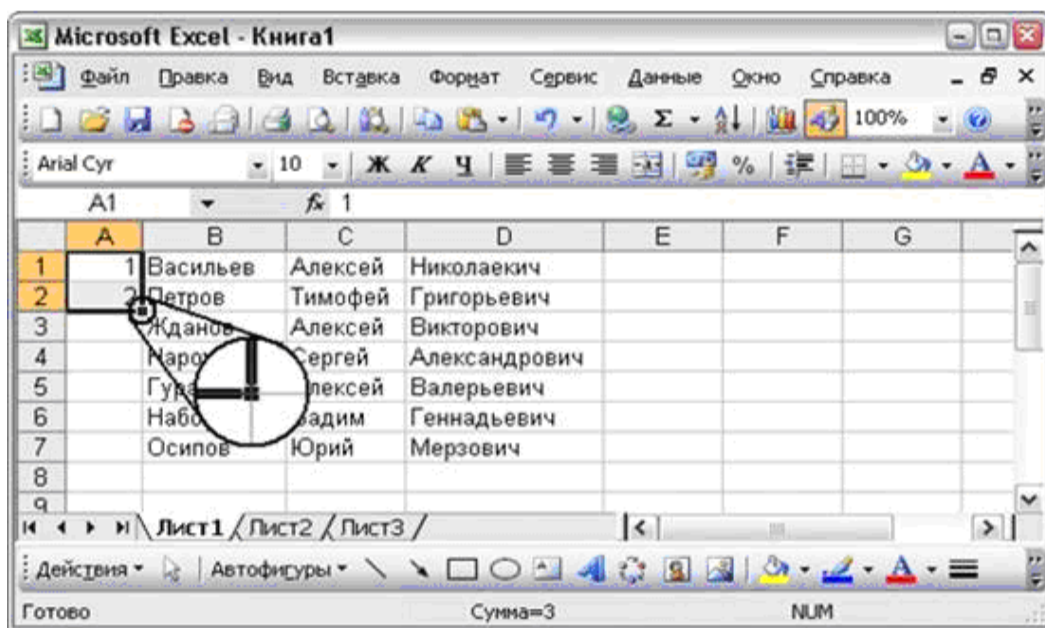 Microsoft Excel - Книга1
Файл Правка Вид Вставка Формат Сервис Данные Окно Справка
100%
Arial Cyr 10 Ж К Ч %
A1 fx 1
A B C D E F G
1 1 Васильев Алексей Николаекич
2 2 Петров Тимофей Григорьевич
3 Алексей Викторович
4 Сергей Александрович
5 Валерьевич
6 Геннадьевич
7 Осипов Юрий Мерзович
8
9
Лист1 Лист2 Лист3
Действия Автофигуры
Готово Сумма=3 NUM